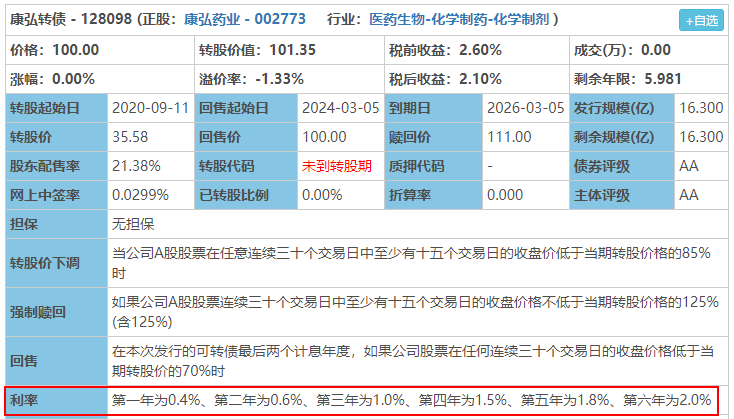 康弘转债 - 128098 (正股：康弘药业 - 002773 行业：医药生物-化学制药-化学制剂 ) +自选
价格：100.00 转股价值：101.35 税前收益：2.60% 成交(万)：0.00
涨幅：0.00% 溢价率：-1.33% 税后收益：2.10% 剩余年限：5.981
转股起始日 2020-09-11 回售起始日 2024-03-05 到期日 2026-03-05 发行规模(亿) 16.300
转股价 35.58 回售价 100.00 赎回价 111.00 剩余规模(亿) 16.300
股东配售率 21.38% 转股代码 未到转股期 质押代码 - 债券评级 AA
网上中签率 0.0299% 已转股比例 0.00% 折算率 0.000 主体评级 AA
担保 无担保
转股价下调 当公司A股股票在任意连续三十个交易日中至少有十五个交易日的收盘价低于当期转股价格的85%
时
强制赎回 如果公司A股股票连续三十个交易日中至少有十五个交易日的收盘价格不低于当期转股价格的125%
(含125%)
回售 在本次发行的可转债最后两个计息年度，如果公司股票在任何连续三十个交易日的收盘价格低于当
期转股价的70%时
利率 第一年为0.4%、第二年为0.6%、第三年为1.0%、第四年为1.5%、第五年为1.8%、第六年为2.0%